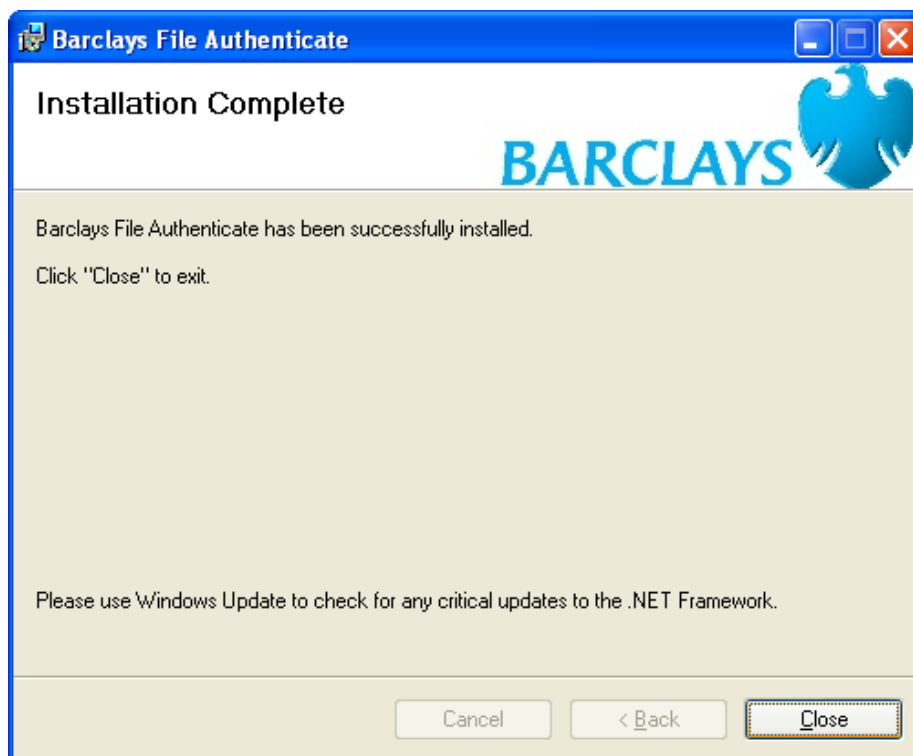 Barclays File Authenticate
Installation Complete
BARCLAYS
Barclays File Authenticate has been successfully installed.
Click "Close" to exit.
Please use Windows Update to check for any critical updates to the .NET Framework.
Cancel
< Back
Close